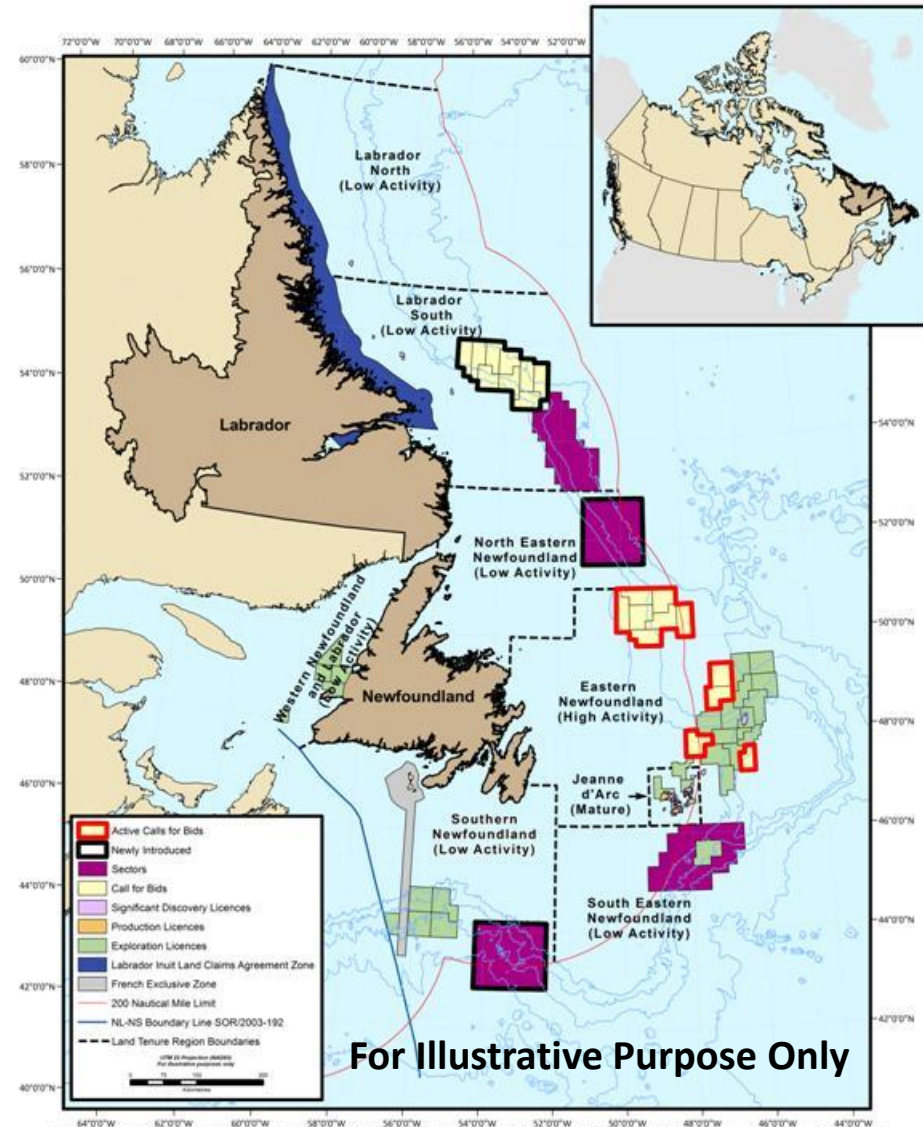 72°0'0"W 70°0'0"W 68°0'0"W 66°0'0"W 64°0'0"W 62°0'0"W 60°0'0"W 58°0'0"W 56°0'0"W 54°0'0"W 52°0'0"W
60°0'0"N
Labrador
North
(Low Activity)
58°0'0"N
56°0'0"N
Labrador
South
(Low Activity)
54°0'0"N
54°0'0"N
Labrador
52°0'0"N
52°0'0"N
North Eastern
Newfoundland
(Low Activity)
50°0'0"N
50°0'0"N
Western Newfoundland
and Labrador
(Low Activity)
48°0'0"N
Newfoundland
Eastern
Newfoundland
(High Activity)
48°0'0"N
46°0'0"N
Jeanne
d'Arc
(Mature)
46°0'0"N
Southern
Newfoundland
(Low Activity)
South Eastern
Newfoundland
(Low Activity)
44°0'0"N
44°0'0"N
42°0'0"N
42°0'0"N
40°0'0"N
Active Calls for Bids
Newly Introduced
Sectors
Call for Bids
Significant Discovery Licences
Production Licences
Exploration Licences
Labrador Inuit Land Claims Agreement Zone
French Exclusive Zone
200 Nautical Mile Limit
NL-NS Boundary Line SOR/2003-192
Land Tenure Region Boundaries
For illustrative purposes only
Kilometres
For Illustrative Purpose Only
64°0'0"W 62°0'0"W 60°0'0"W 58°0'0"W 56°0'0"W 54°0'0"W 52°0'0"W 50°0'0"W 48°0'0"W 46°0'0"W 44°0'0"W